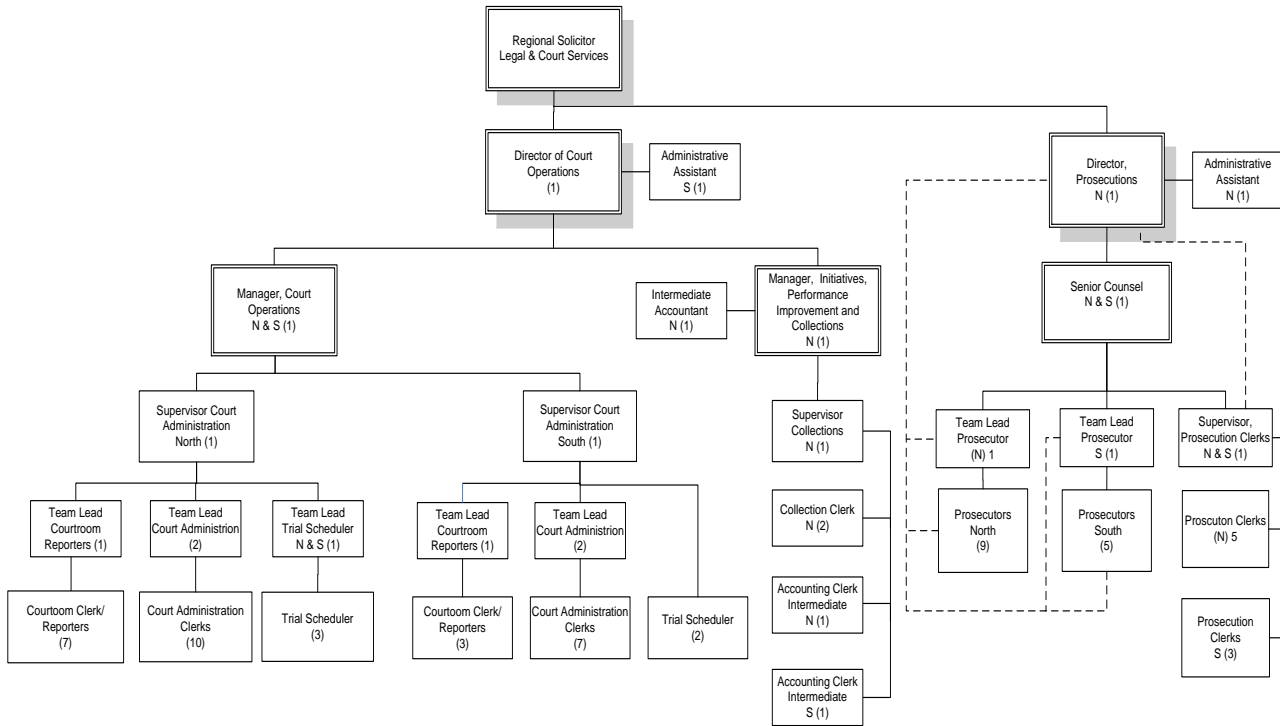 Regional Solicitor
Legal & Court Services
Director of Court
Operations
(1)
Administrative
Assistant
S (1)
Director,
Prosecutions
N (1)
Administrative
Assistant
N (1)
Manager, Court
Operations
N & S (1)
Intermediate
Accountant
N (1)
Manager, Initiatives,
Performance
Improvement and
Collections
N (1)
Senior Counsel
N & S (1)
Supervisor Court
Administration
North (1)
Supervisor Court
Administration
South (1)
Supervisor
Collections
N (1)
Team Lead
Prosecutor
(N) 1
Team Lead
Prosecutor
S (1)
Supervisor,
Prosecution Clerks
N & S (1)
Team Lead
Courtroom
Reporters (1)
Team Lead
Court Administrion
(2)
Team Lead
Trial Scheduler
N & S (1)
Team Lead
Courtroom
Reporters (1)
Team Lead
Court Administrion
(2)
Collection Clerk
N (2)
Prosecutors
North
(9)
Prosecutors
South
(5)
Prosecuton Clerks
(N) 5
Courtoom Clerk/
Reporters
(7)
Court Administration
Clerks
(10)
Trial Scheduler
(3)
Courtoom Clerk/
Reporters
(3)
Court Administration
Clerks
(7)
Trial Scheduler
(2)
Accounting Clerk
Intermediate
N (1)
Prosecution
Clerks
S (3)
Accounting Clerk
Intermediate
S (1)